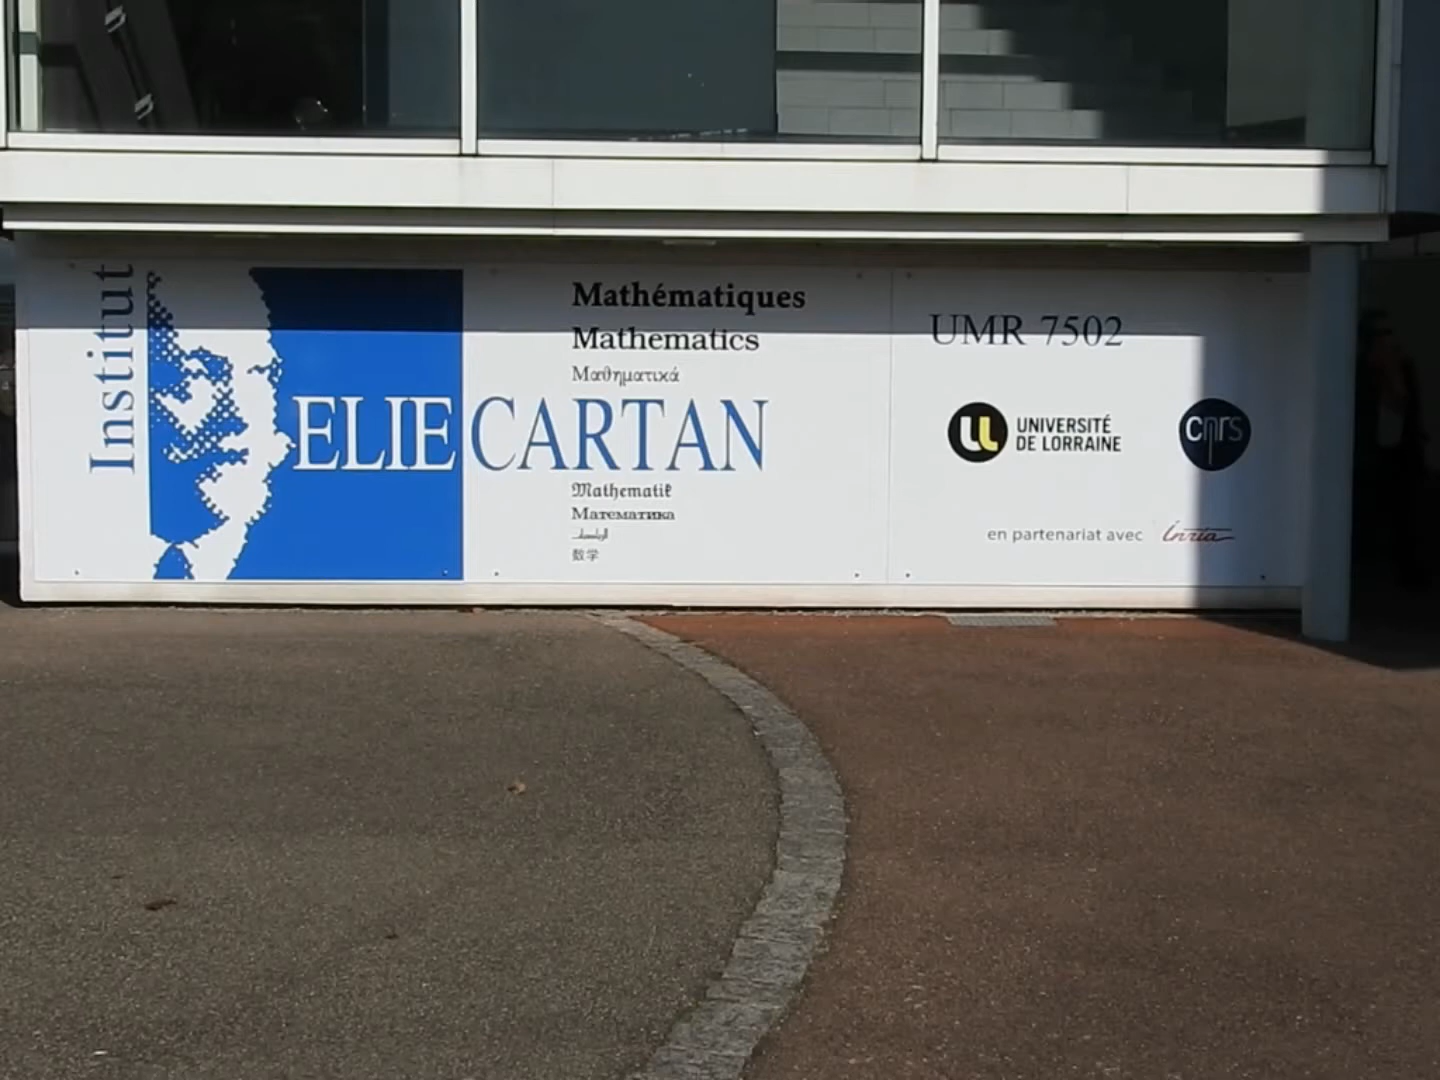 Institut
ELIE CARTAN
Mathématiques
Mathematics
Μαθηματικά
Mathematik
Математика
数学
UMR 7502
UNIVERSITÉ
DE LORRAINE
cnrs
en partenariat avec Inria